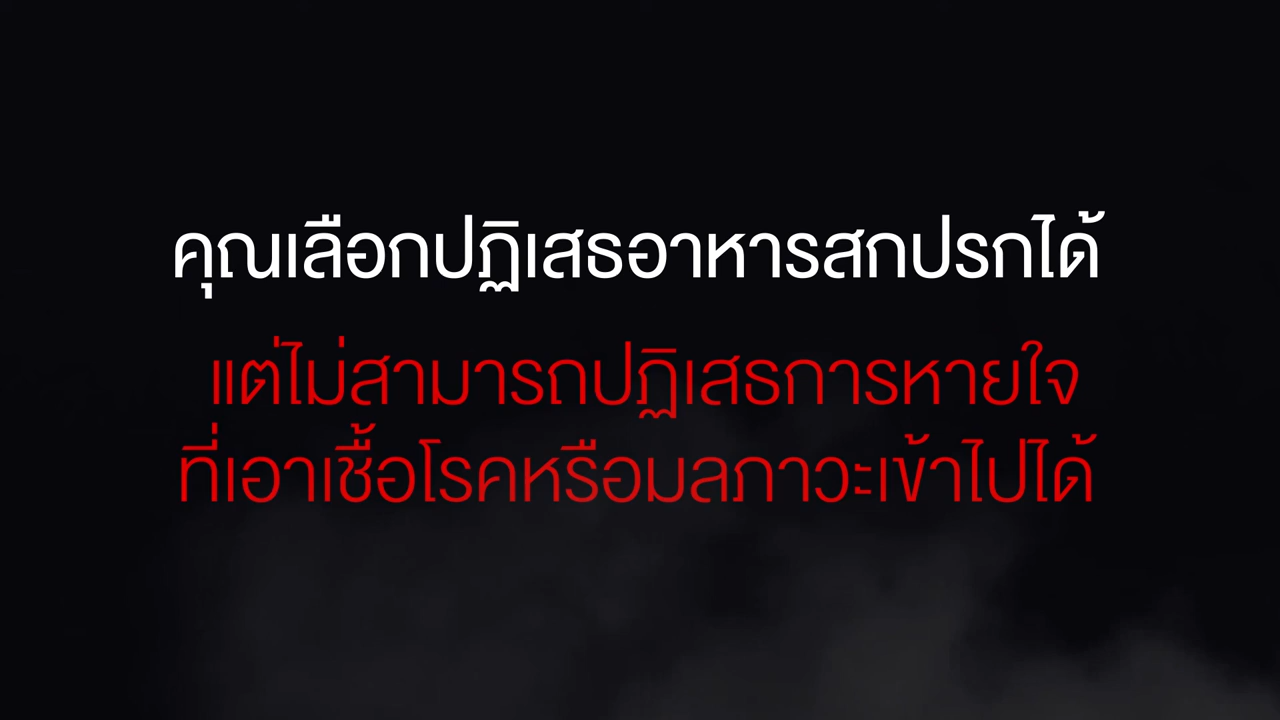 คุณเลือกปฏิเสธอาหารสกปรกได้
แต่ไม่สามารถปฏิเสธการหายใจ
ที่เอาเชื้อโรคหรือมลภาวะเข้าไปได้